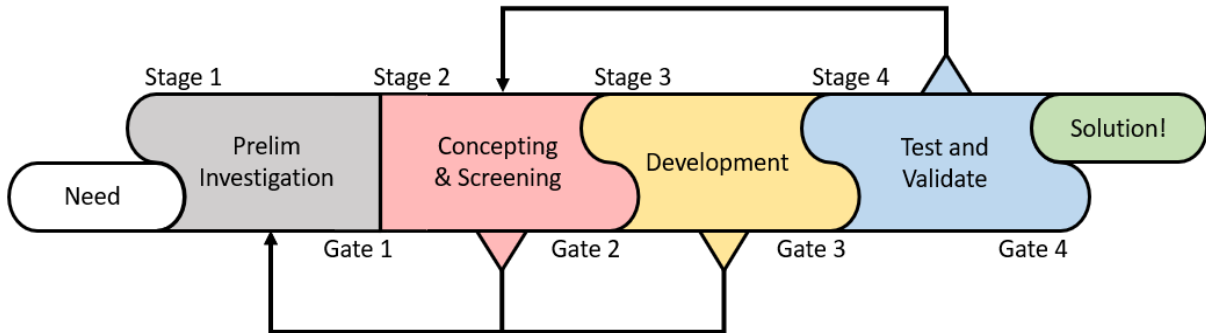 Stage 1
Stage 2
Stage 3
Stage 4
Need
Prelim
Investigation
Concepting
& Screening
Development
Test and
Validate
Solution!
Gate 1
Gate 2
Gate 3
Gate 4